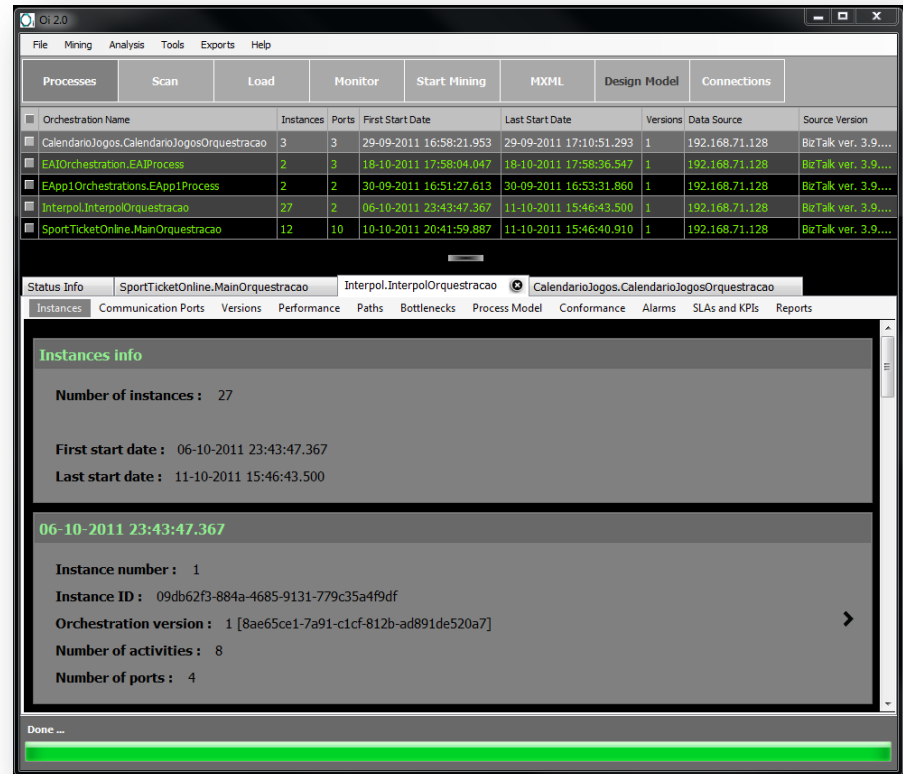 Oi 2.0
File Mining Analysis Tools Exports Help
Processes Scan Load Monitor Start Mining MXML Design Model Connections
Orchestration Name Instances Ports First Start Date Last Start Date Versions Data Source Source Version
CalendarioJogos.CalendarioJogosOrquestracao 3 3 29-09-2011 16:58:21.953 29-09-2011 17:10:51.293 1 192.168.71.128 BizTalk ver. 3.9....
EAIOrchestration.EAIProcess 2 3 18-10-2011 17:58:04.047 18-10-2011 17:58:36.547 1 192.168.71.128 BizTalk ver. 3.9....
EApp1Orchestrations.EApp1Process 2 2 30-09-2011 16:51:27.613 30-09-2011 16:53:31.860 1 192.168.71.128 BizTalk ver. 3.9....
Interpol.InterpolOrquestracao 27 2 06-10-2011 23:43:47.367 11-10-2011 15:46:43.500 1 192.168.71.128 BizTalk ver. 3.9....
SportTicketOnline.MainOrquestracao 12 10 10-10-2011 20:41:59.887 11-10-2011 15:46:40.910 1 192.168.71.128 BizTalk ver. 3.9....
Status Info SportTicketOnline.MainOrquestracao Interpol.InterpolOrquestracao CalendarioJogos.CalendarioJogosOrquestracao
Instances Communication Ports Versions Performance Paths Bottlenecks Process Model Conformance Alarms SLAs and KPIs Reports
Instances info
Number of instances : 27
First start date : 06-10-2011 23:43:47.367
Last start date : 11-10-2011 15:46:43.500
06-10-2011 23:43:47.367
Instance number : 1
Instance ID : 09db62f3-884a-4685-9131-779c35a4f9df
Orchestration version : 1 [8ae65ce1-7a91-c1cf-812b-ad891de520a7]
Number of activities : 8
Number of ports : 4
Done ...